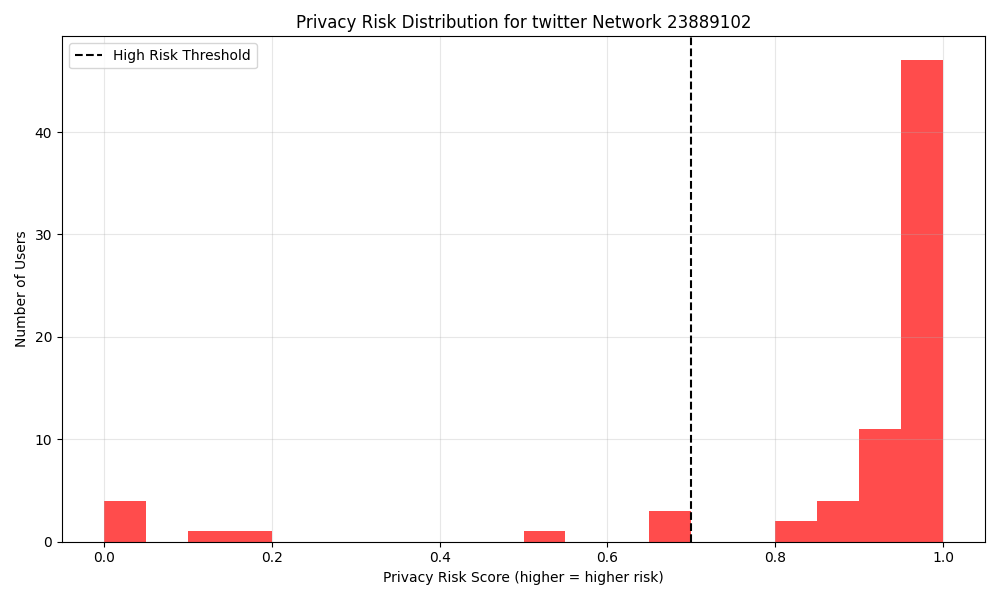 Privacy Risk Distribution for twitter Network 23889102
High Risk Threshold
Number of Users
40
30
20
10
0
0.0 0.2 0.4 0.6 0.8 1.0
Privacy Risk Score (higher = higher risk)